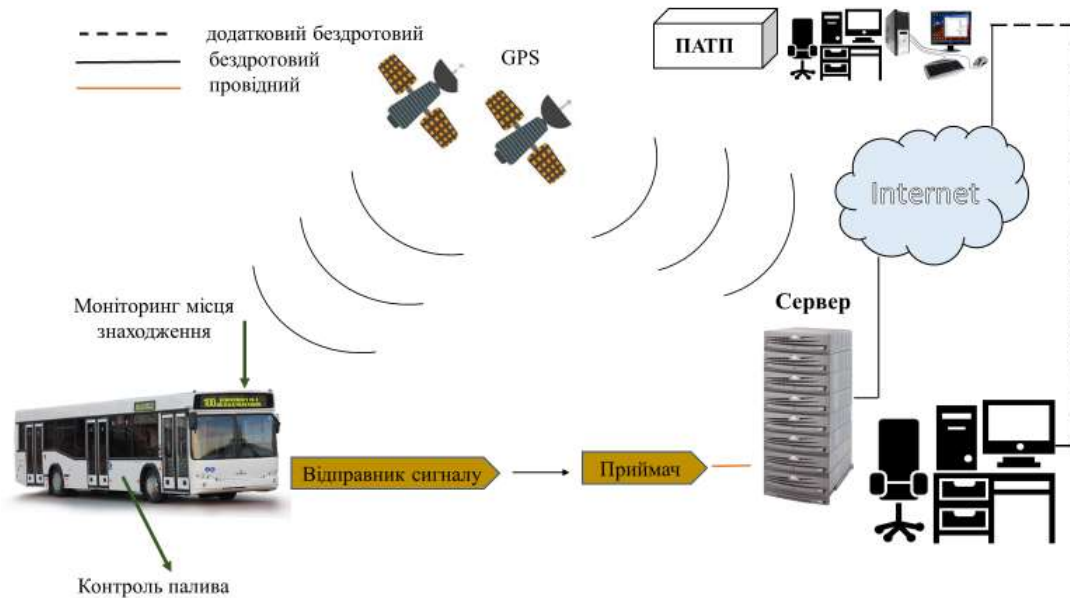 додатковий бездротовий
бездротовий
провідний
GPS
ПАТП
Internet
Моніторинг місця
знаходження
Сервер
Відправник сигналу
Приймач
Контроль палива